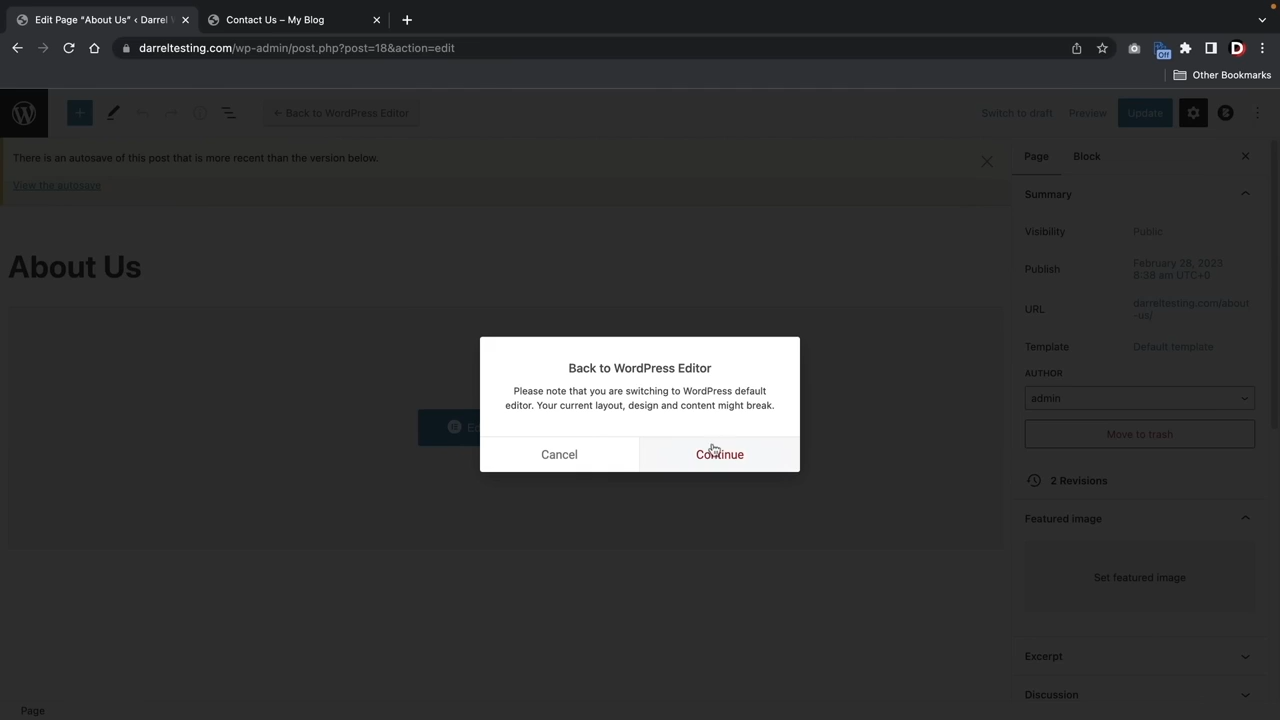 Edit Page “About Us” ‹ Darrel W
Contact Us – My Blog
darreltesting.com/wp-admin/post.php?post=18&action=edit
Off
D
Other Bookmarks
← Back to WordPress Editor
Switch to draft
Preview
Update
There is an autosave of this post that is more recent than the version below.
View the autosave
Page
Block
Summary
Visibility
Public
Publish
February 28, 2023
8:38 am UTC+0
URL
darreltesting.com/about
-us/
Template
Default template
AUTHOR
admin
Move to trash
2 Revisions
Featured image
Set featured image
Excerpt
Discussion
About Us
Back to WordPress Editor
Please note that you are switching to WordPress default
editor. Your current layout, design and content might break.
Cancel
Continue
Page